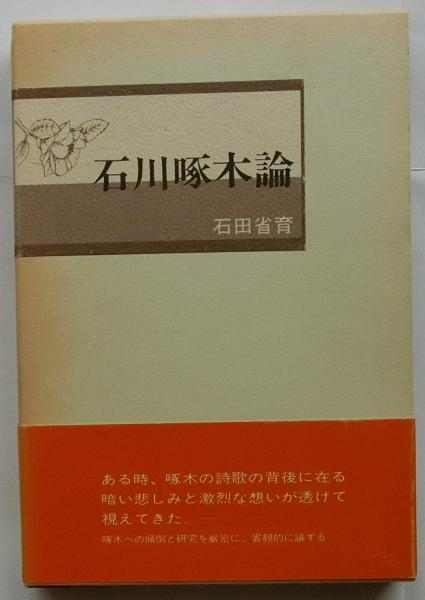 石川啄木論
石田省育
ある時、啄木の詩歌の背後に在る
暗い悲しみと激烈な想いが透けて
視えてきた。
啄木への傾倒と研究を厳密に、客観的に論ずる